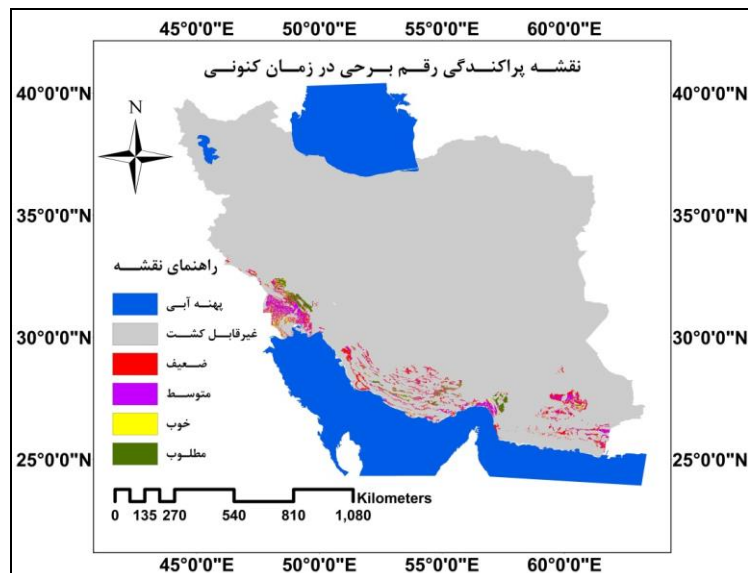 45°0'0"E 50°0'0"E 55°0'0"E 60°0'0"E
نقشه پراکندگی رقم برحی در زمان کنونی
40°0'0"N 40°0'0"N
N
35°0'0"N 35°0'0"N
راهنمای نقشه
پهنه آبی
غیرقابل کشت
ضعیف
متوسط
خوب
مطلوب
30°0'0"N 30°0'0"N
25°0'0"N 25°0'0"N
Kilometers
0 135 270 540 810 1,080
45°0'0"E 50°0'0"E 55°0'0"E 60°0'0"E